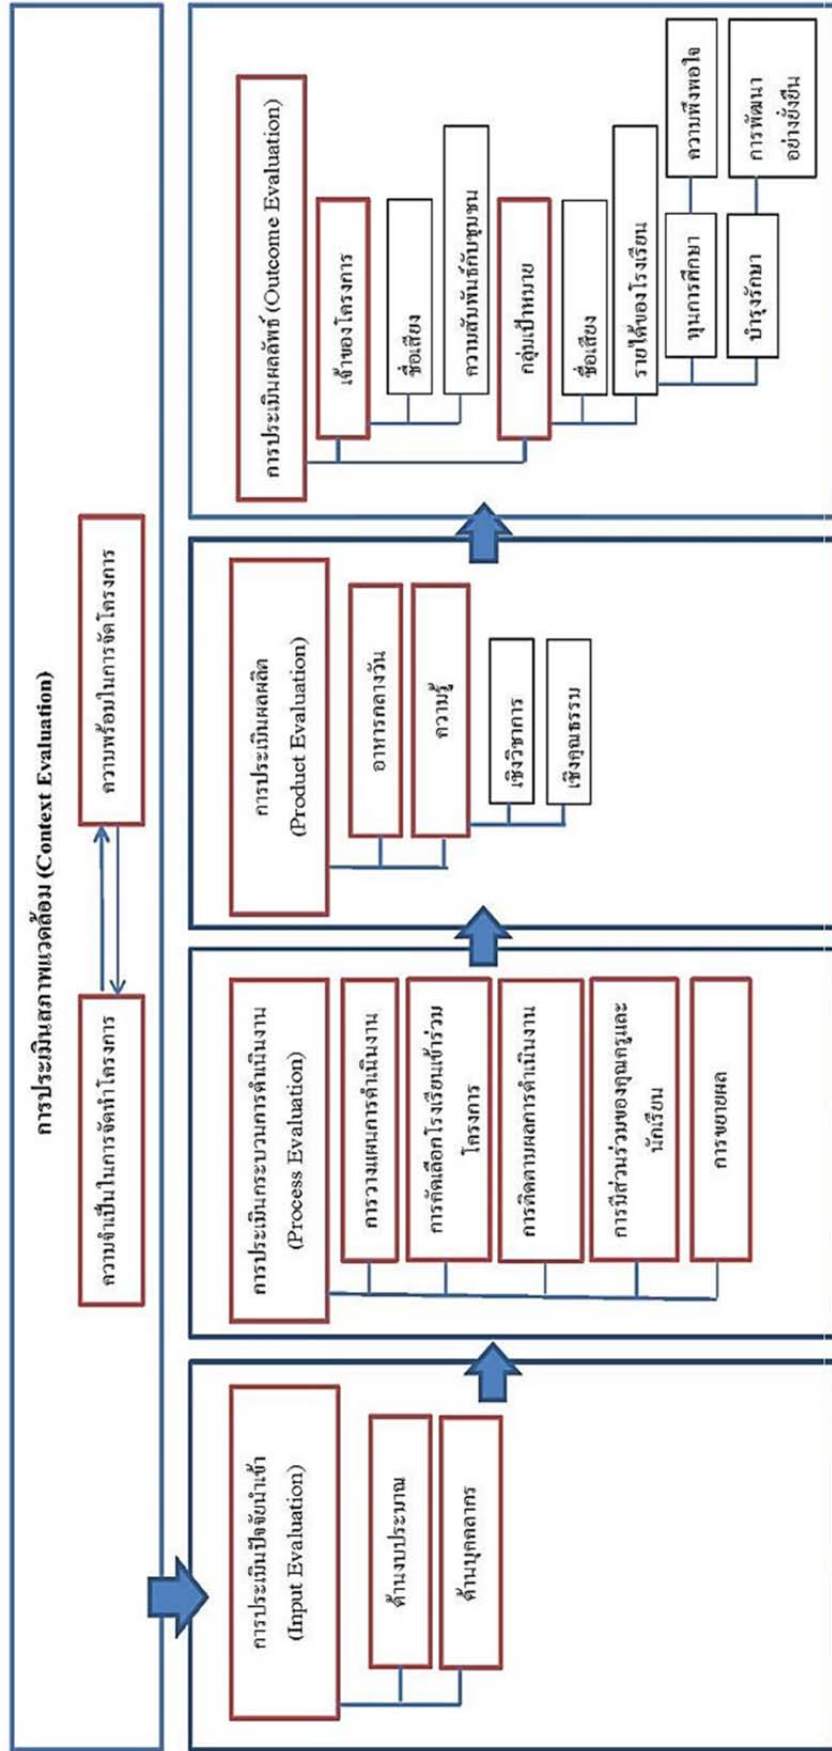 การประเมินสภาพแวดล้อม (Context Evaluation)
ความจำเป็นในการจัดทำโครงการ
ความพร้อมในการจัดโครงการ
การประเมินปัจจัยนำเข้า
(Input Evaluation)
ด้านงบประมาณ
ด้านบุคคลากร
การประเมินกระบวนการดำเนินงาน
(Process Evaluation)
การวางแผนการดำเนินงาน
การคัดเลือกโรงเรียนเข้าร่วม
โครงการ
การติดตามผลการดำเนินงาน
การมีส่วนร่วมของคุณครูและ
นักเรียน
การขยายผล
การประเมินผลผลิต
(Product Evaluation)
อาหารกลางวัน
ความรู้
เชิงวิชาการ
เชิงคุณธรรม
การประเมินผลลัพธ์ (Outcome Evaluation)
เจ้าของโครงการ
ชื่อเสียง
ความสัมพันธ์กับชุมชน
กลุ่มเป้าหมาย
ชื่อเสียง
รายได้ของโรงเรียน
ทุนการศึกษา
ความพึงพอใจ
บำรุงรักษา
การพัฒนา
อย่างยั่งยืน